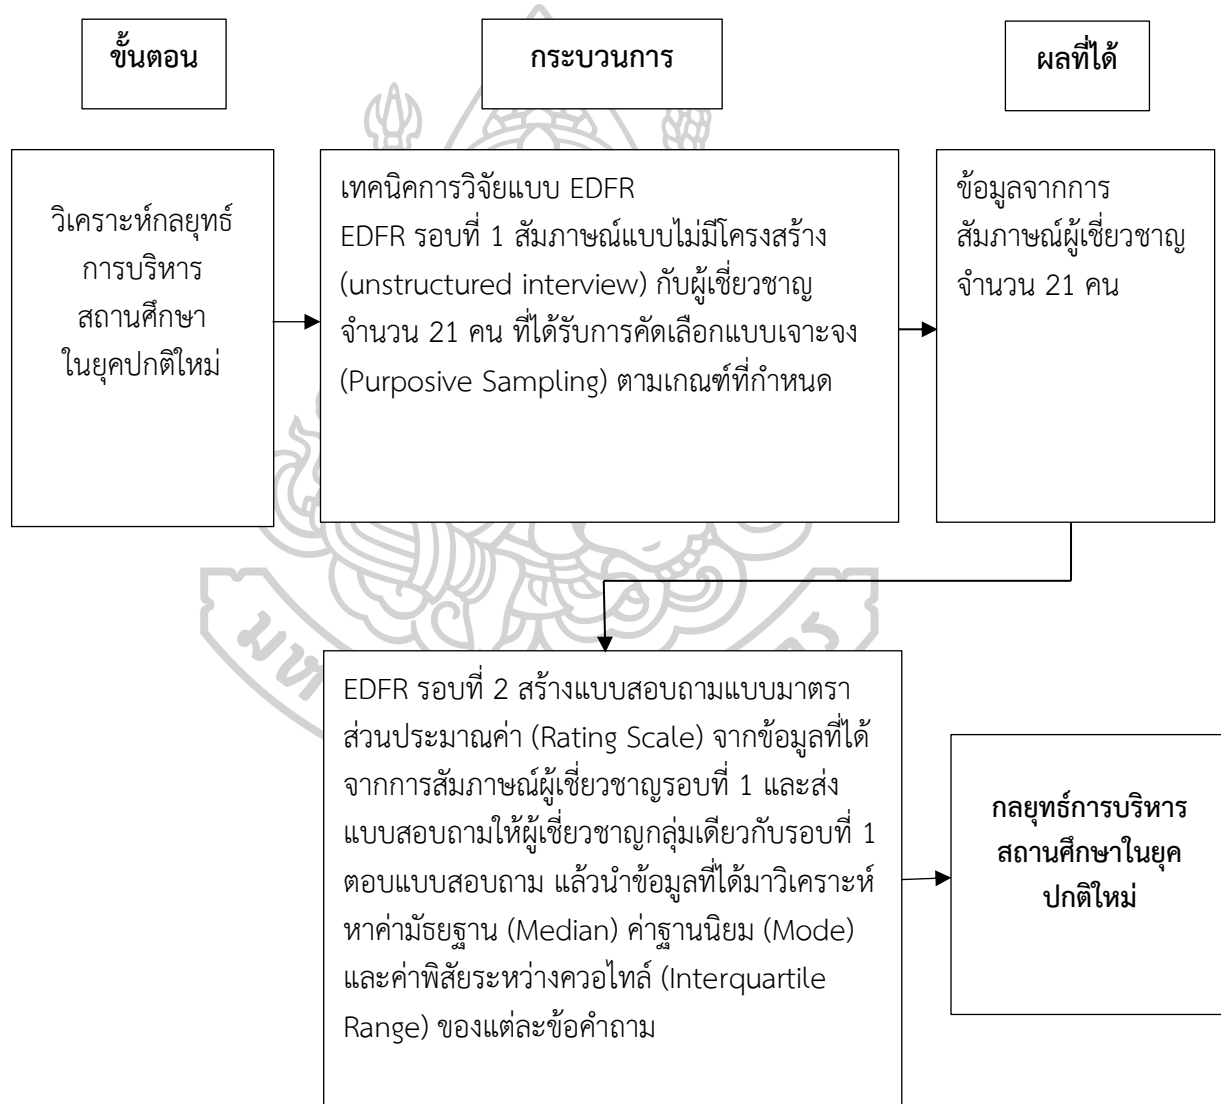 ขั้นตอน
กระบวนการ
ผลที่ได้
วิเคราะห์กลยุทธ์
การบริหาร
สถานศึกษา
ในยุคปกติใหม่
เทคนิคการวิจัยแบบ EDFR
EDFR รอบที่ 1 สัมภาษณ์แบบไม่มีโครงสร้าง
(unstructured interview) กับผู้เชี่ยวชาญ
จำนวน 21 คน ที่ได้รับการคัดเลือกแบบเจาะจง
(Purposive Sampling) ตามเกณฑ์ที่กำหนด
ข้อมูลจากการ
สัมภาษณ์ผู้เชี่ยวชาญ
จำนวน 21 คน
EDFR รอบที่ 2 สร้างแบบสอบถามแบบมาตรา
ส่วนประมาณค่า (Rating Scale) จากข้อมูลที่ได้
จากการสัมภาษณ์ผู้เชี่ยวชาญรอบที่ 1 และส่ง
แบบสอบถามให้ผู้เชี่ยวชาญกลุ่มเดียวกับรอบที่ 1
ตอบแบบสอบถาม แล้วนำข้อมูลที่ได้มาวิเคราะห์
หาค่ามัธยฐาน (Median) ค่าฐานนิยม (Mode)
และค่าพิสัยระหว่างควอไทล์ (Interquartile
Range) ของแต่ละข้อคำถาม
กลยุทธ์การบริหาร
สถานศึกษาในยุค
ปกติใหม่